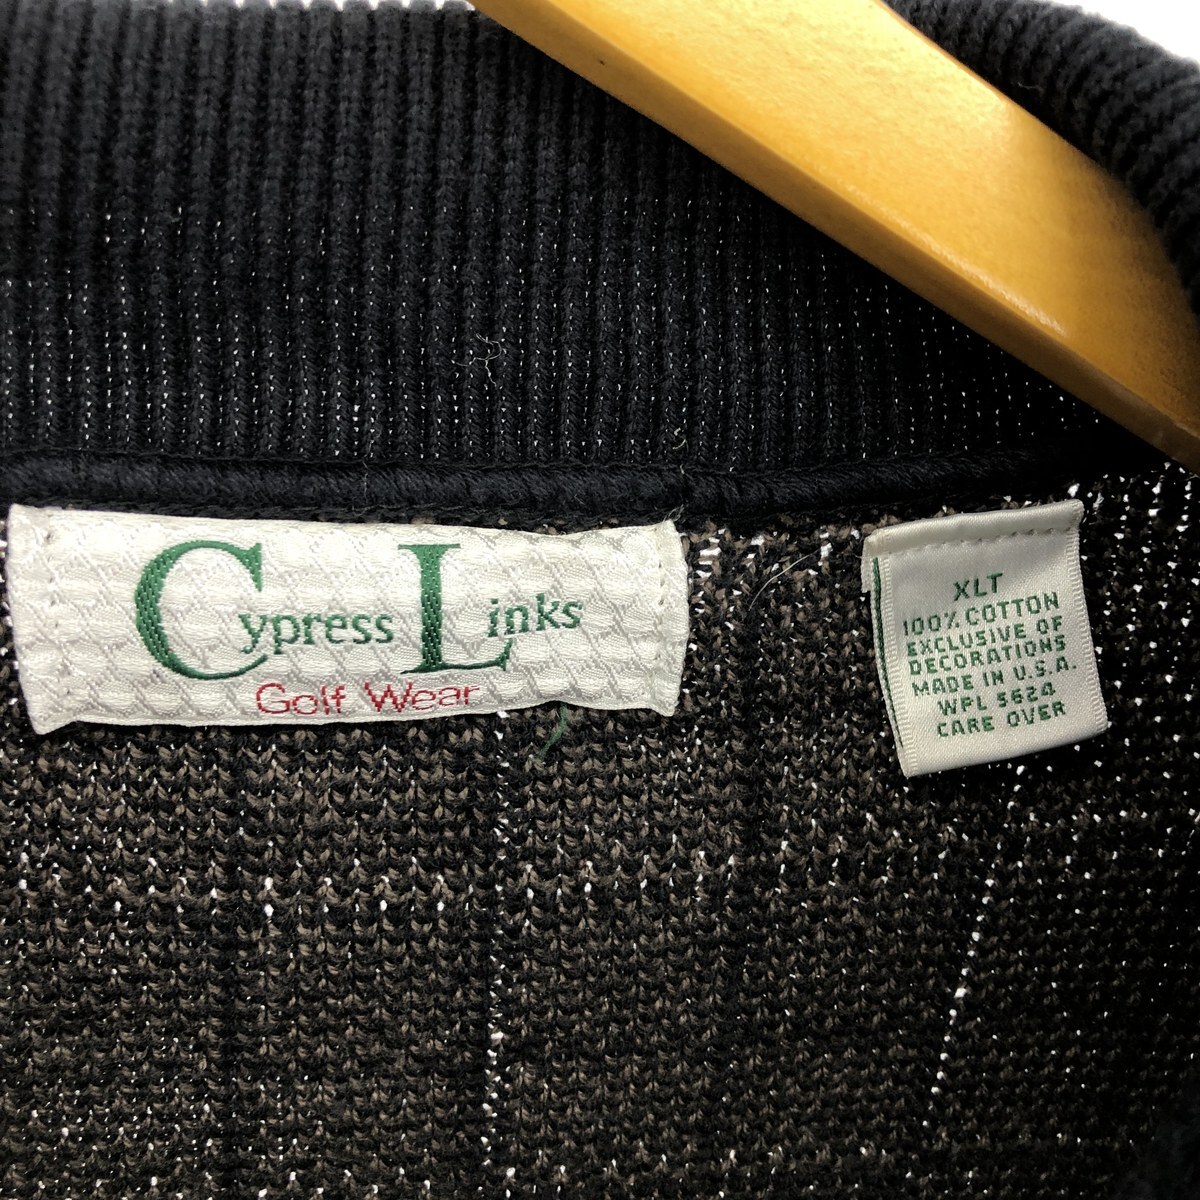 Cypress Links
Golf Wear
XLT
100% COTTON
EXCLUSIVE OF
DECORATIONS
MADE IN U.S.A.
WPL 5624
CARE OVER